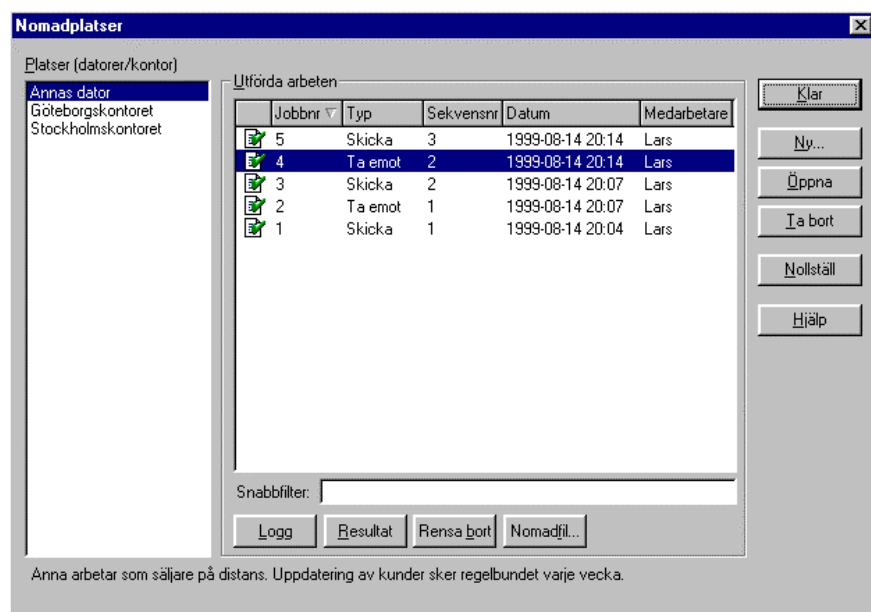 Nomadplatser
Platser (datorer/kontor)
Annas dator
Göteborgskontoret
Stockholmskontoret
Utförda arbeten
Jobbnr Typ Sekvensnr Datum Medarbetare
5 Skicka 3 1999-08-14 20:14 Lars
4 Ta emot 2 1999-08-14 20:14 Lars
3 Skicka 2 1999-08-14 20:07 Lars
2 Ta emot 1 1999-08-14 20:07 Lars
1 Skicka 1 1999-08-14 20:04 Lars
Snabbfilter:
Logg Resultat Rensa bort Nomadfil...
Klar
Ny...
Öppna
Ta bort
Nollställ
Hjälp
Anna arbetar som säljare på distans. Uppdatering av kunder sker regelbundet varje vecka.